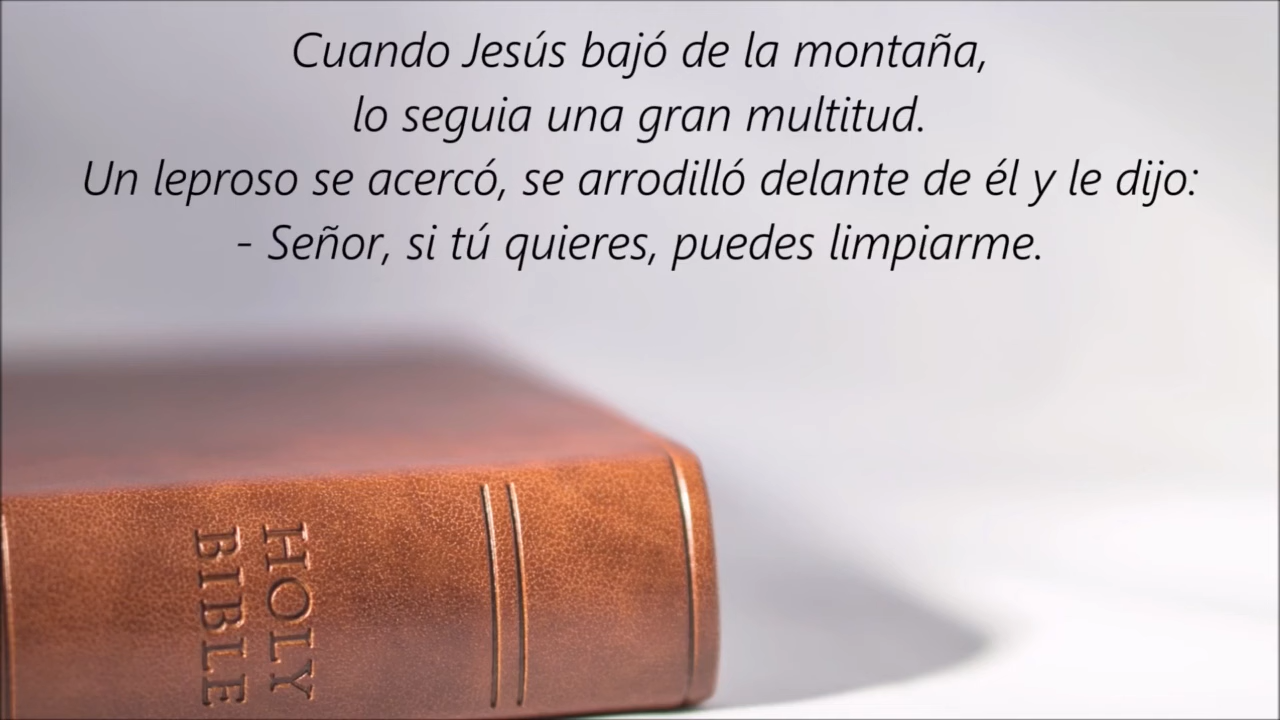 Cuando Jesús bajó de la montaña,
lo seguia una gran multitud.
Un leproso se acercó, se arrodilló delante de él y le dijo:
- Señor, si tú quieres, puedes limpiarme.
HOLY
BIBLE